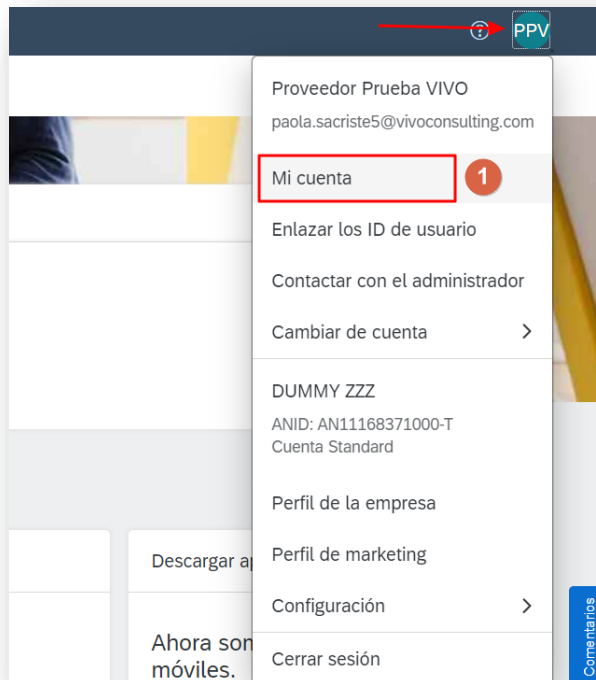 PPV
Proveedor Prueba VIVO
paola.sacriste5@vivoconsulting.com
Mi cuenta
1
Enlazar los ID de usuario
Contactar con el administrador
Cambiar de cuenta
DUMMY ZZZ
ANID: AN11168371000-T
Cuenta Standard
Perfil de la empresa
Perfil de marketing
Configuración
Cerrar sesión
Descargar
Ahora son
móviles.
Comentarios